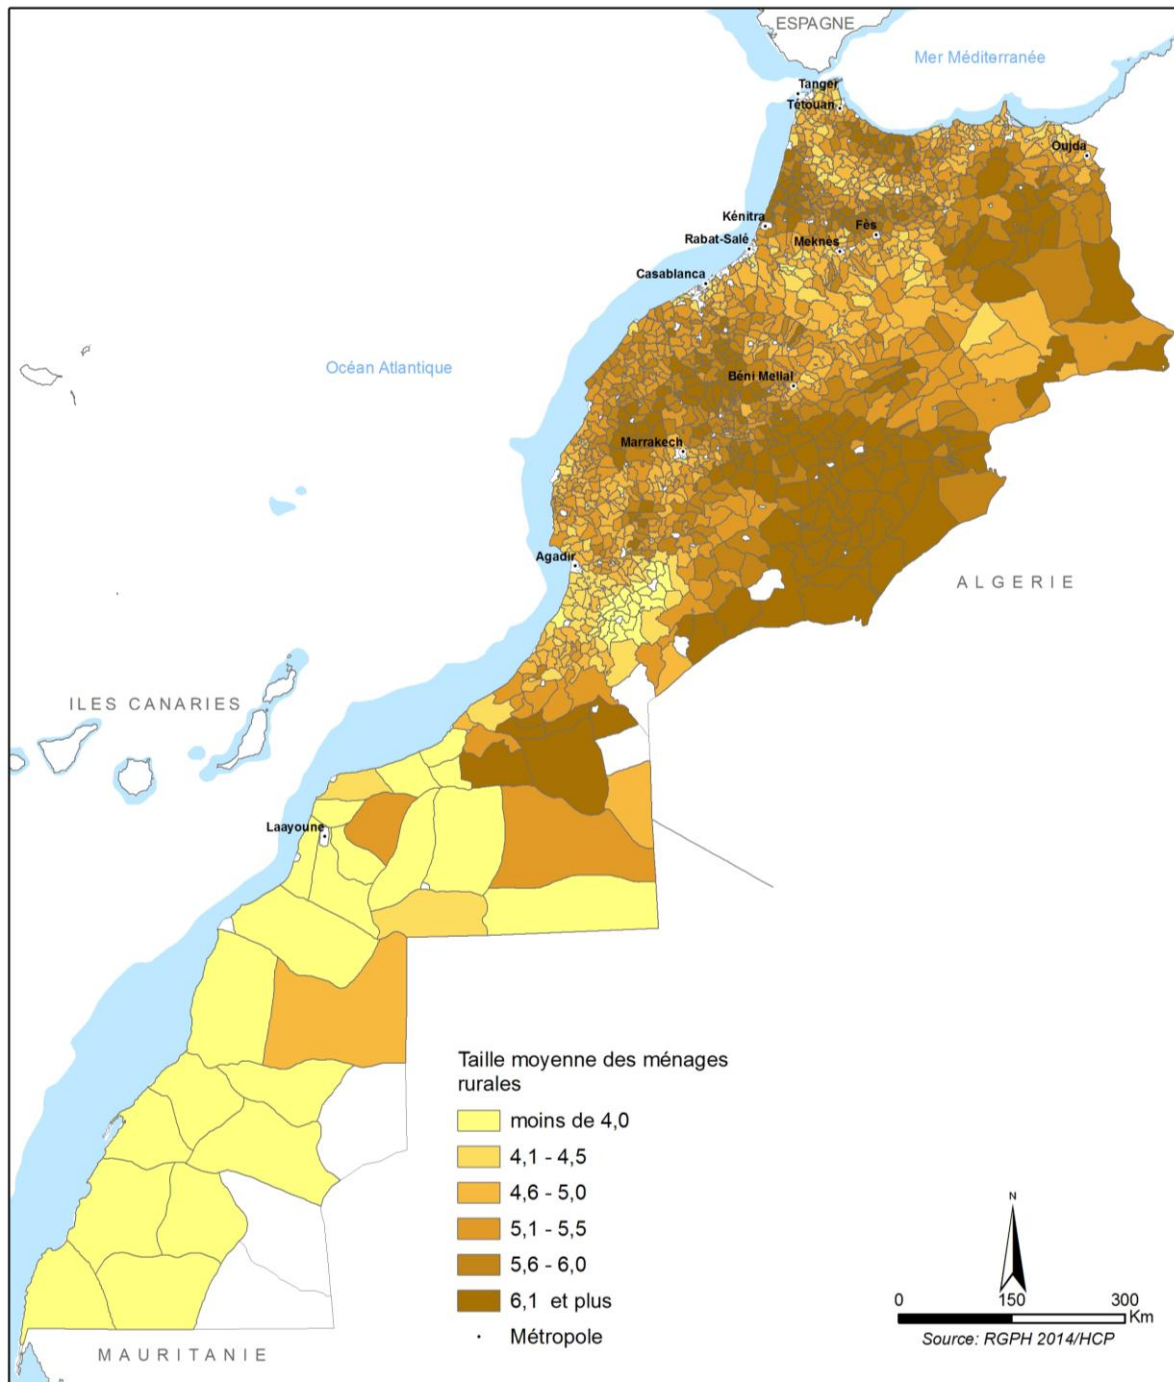 ESPAGNE
Mer Méditerranée
Tanger
Tétouan
Oujda
Kénitra
Fès
Rabat-Salé
Meknes
Casablanca
Océan Atlantique
Béni Mellal
Marrakech
Agadir
ALGERIE
ILES CANARIES
Laayoune
Taille moyenne des ménages
rurales
moins de 4,0
4,1 - 4,5
4,6 - 5,0
5,1 - 5,5
5,6 - 6,0
6,1 et plus
Métropole
N
0 150 300
Km
Source: RGPH 2014/HCP
MAURITANIE